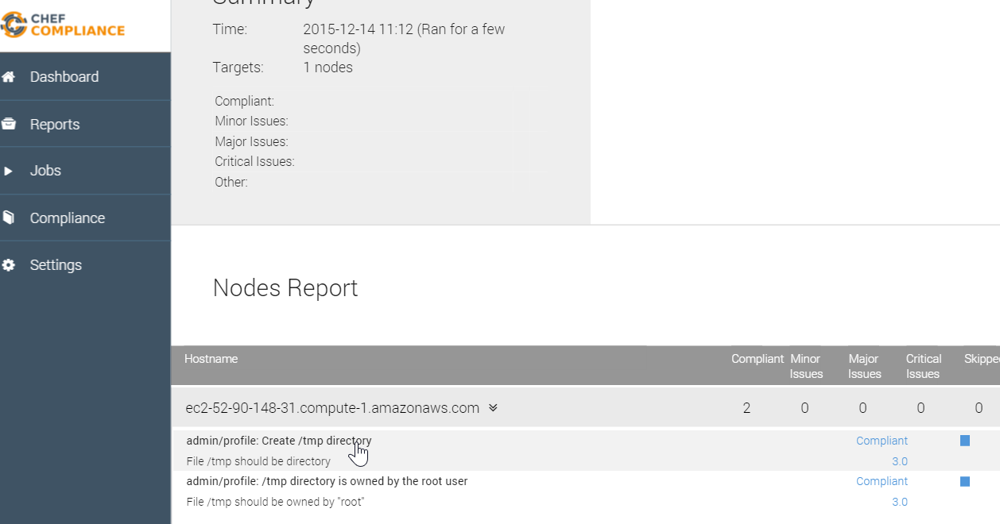 CHEF
COMPLIANCE
Dashboard
Reports
Jobs
Compliance
Settings
Summary
Time: 2015-12-14 11:12 (Ran for a few
seconds)
Targets: 1 nodes
Compliant:
Minor Issues:
Major Issues:
Critical Issues:
Other:
Nodes Report
Hostname Compliant Minor Issues Major Issues Critical Issues Skippe
ec2-52-90-148-31.compute-1.amazonaws.com 2 0 0 0 0
admin/profile: Create /tmp directory Compliant
File /tmp should be directory 3.0
admin/profile: /tmp directory is owned by the root user Compliant
File /tmp should be owned by "root" 3.0